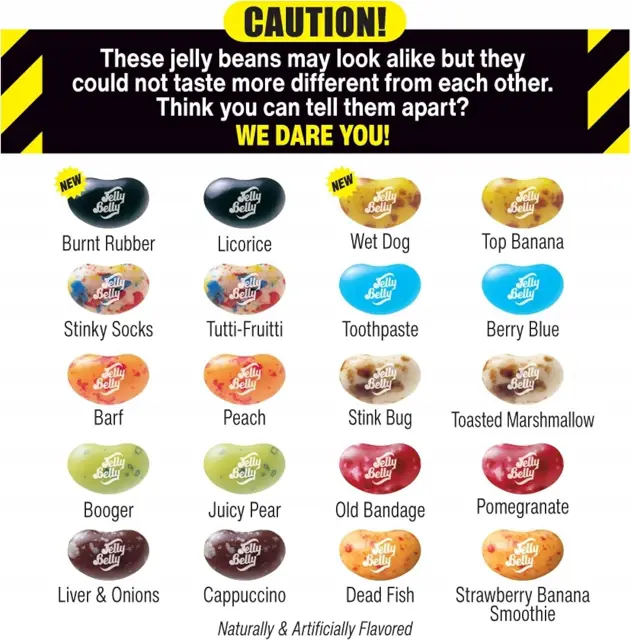 CAUTION!
These jelly beans may look alike but they
could not taste more different from each other.
Think you can tell them apart?
WE DARE YOU!
NEW
Jelly
Belly
Jelly
Belly
NEW
Jelly
Belly
Jelly
Belly
Burnt Rubber
Licorice
Wet Dog
Top Banana
Jelly
Belly
Jelly
Belly
Jelly
Belly
Jelly
Belly
Stinky Socks
Tutti-Fruitti
Toothpaste
Berry Blue
Jelly
Belly
Jelly
Belly
Jelly
Belly
Jelly
Belly
Barf
Peach
Stink Bug
Toasted Marshmallow
Jelly
Belly
Jelly
Belly
Jelly
Belly
Jelly
Belly
Booger
Juicy Pear
Old Bandage
Pomegranate
Jelly
Belly
Jelly
Belly
Jelly
Belly
Jelly
Belly
Liver & Onions
Cappuccino
Dead Fish
Strawberry Banana
Smoothie
Naturally & Artificially Flavored